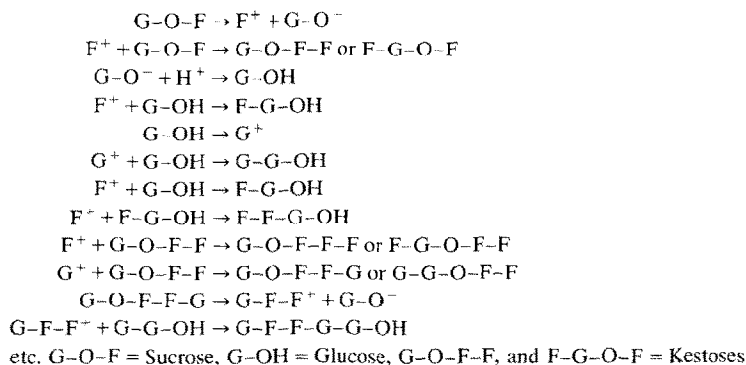 G–O–F → F⁺ + G–O⁻
F⁺ + G–O–F → G–O–F–F or F–G–O–F
G–O⁻ + H⁺ → G–OH
F⁺ + G–OH → F–G–OH
G–OH → G⁺
G⁺ + G–OH → G–G–OH
F⁺ + G–OH → F–G–OH
F⁺ + F–G–OH → F–F–G–OH
F⁺ + G–O–F–F → G–O–F–F–F or F–G–O–F–F
G⁺ + G–O–F–F → G–O–F–F–G or G–G–O–F–F
G–O–F–F–G → G–F–F⁺ + G–O⁻
G–F–F⁺ + G–G–OH → G–F–F–G–G–OH
etc. G–O–F = Sucrose, G–OH = Glucose, G–O–F–F, and F–G–O–F = Kestoses